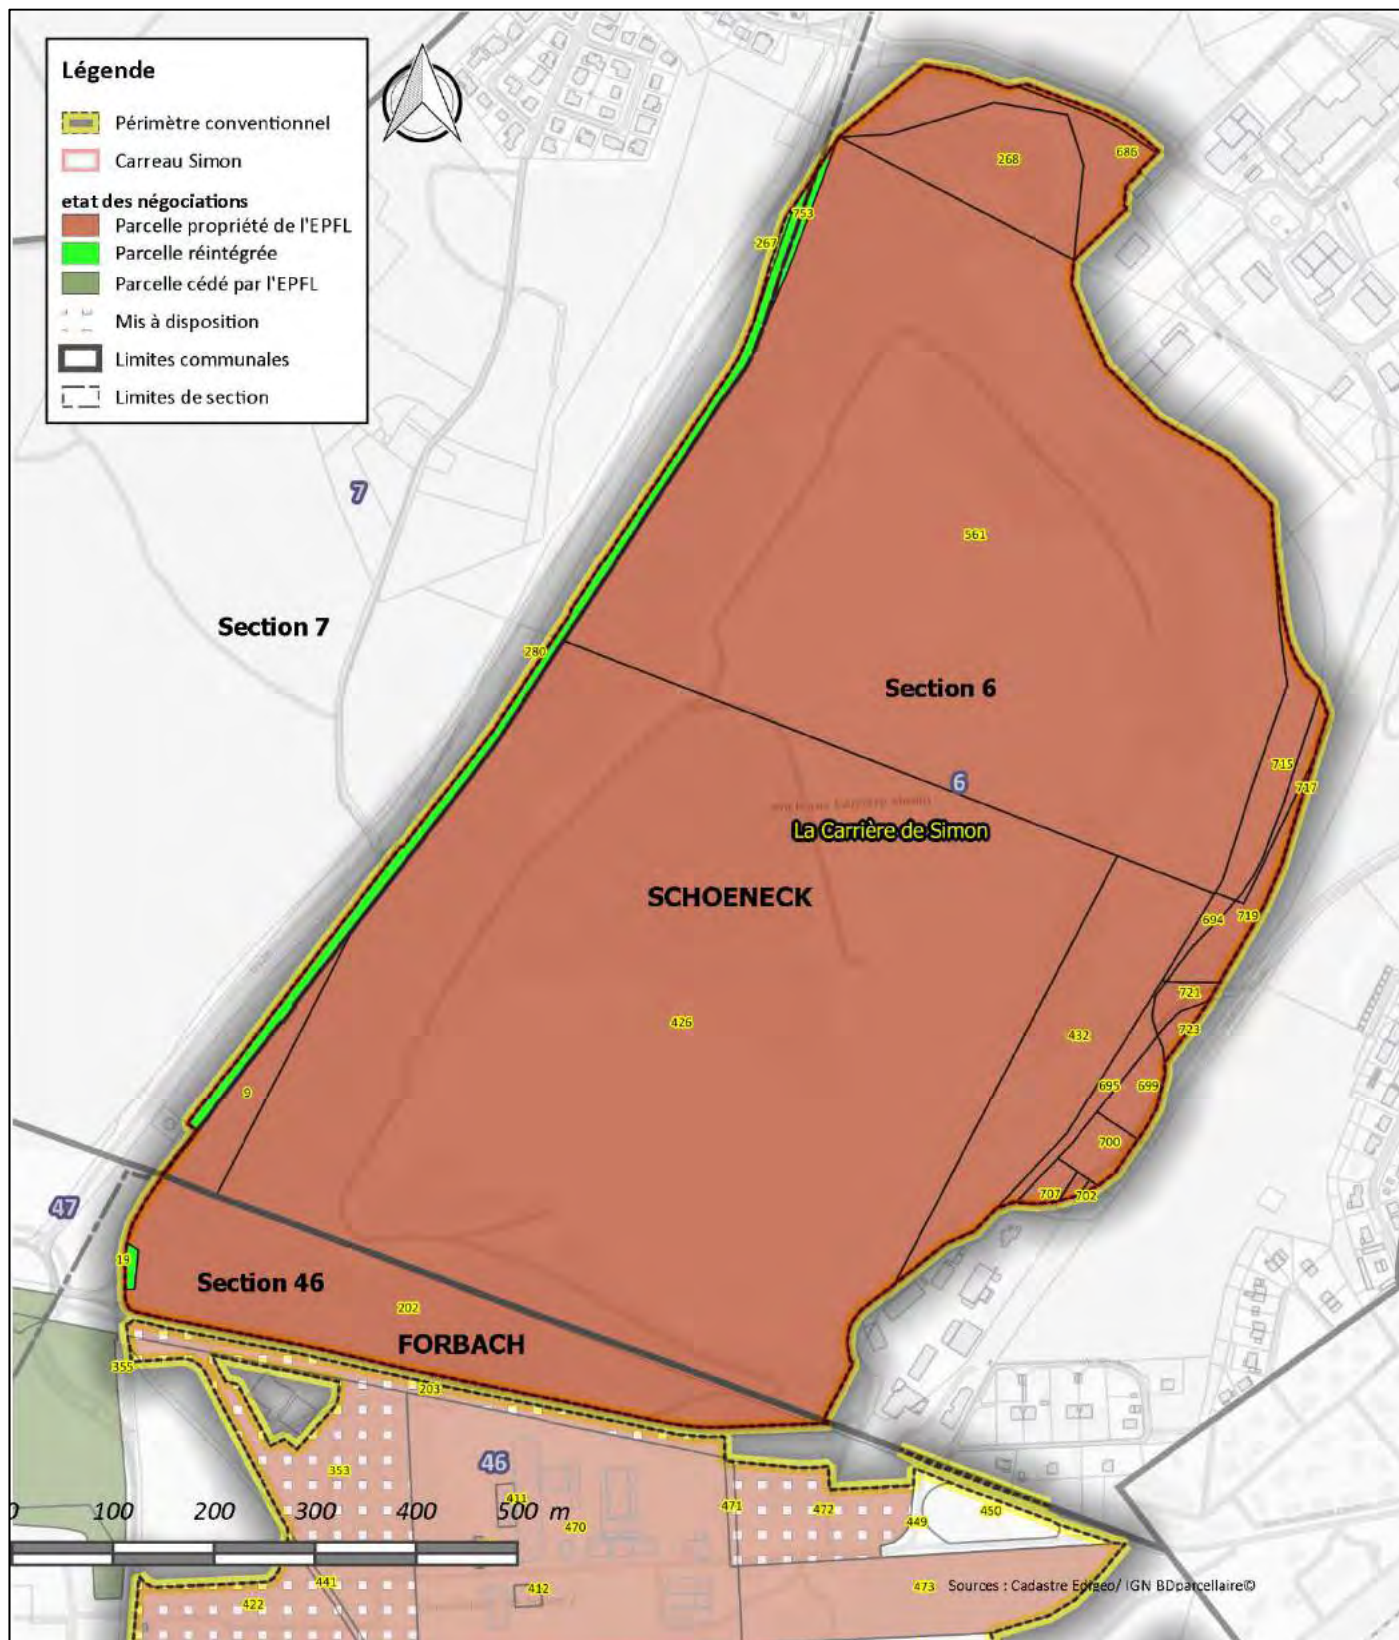 Légende
Périmètre conventionnel
Carreau Simon
etat des négociations
Parcelle propriété de l'EPFL
Parcelle réintégrée
Parcelle cédé par l'EPFL
Mis à disposition
Limites communales
Limites de section
686
268
753
267
7
561
Section 7
280
Section 6
715
6
717
La Carrière de Simon
SCHOENECK
694
719
721
426
723
432
9
695
699
700
47
707
702
19
Section 46
202
FORBACH
355
203
46
353
0 100 200 300 400 500 m
411
470
471
472
449
450
441
412
473
Sources : Cadastre Edigeo/ IGN BDparcellaire©
422